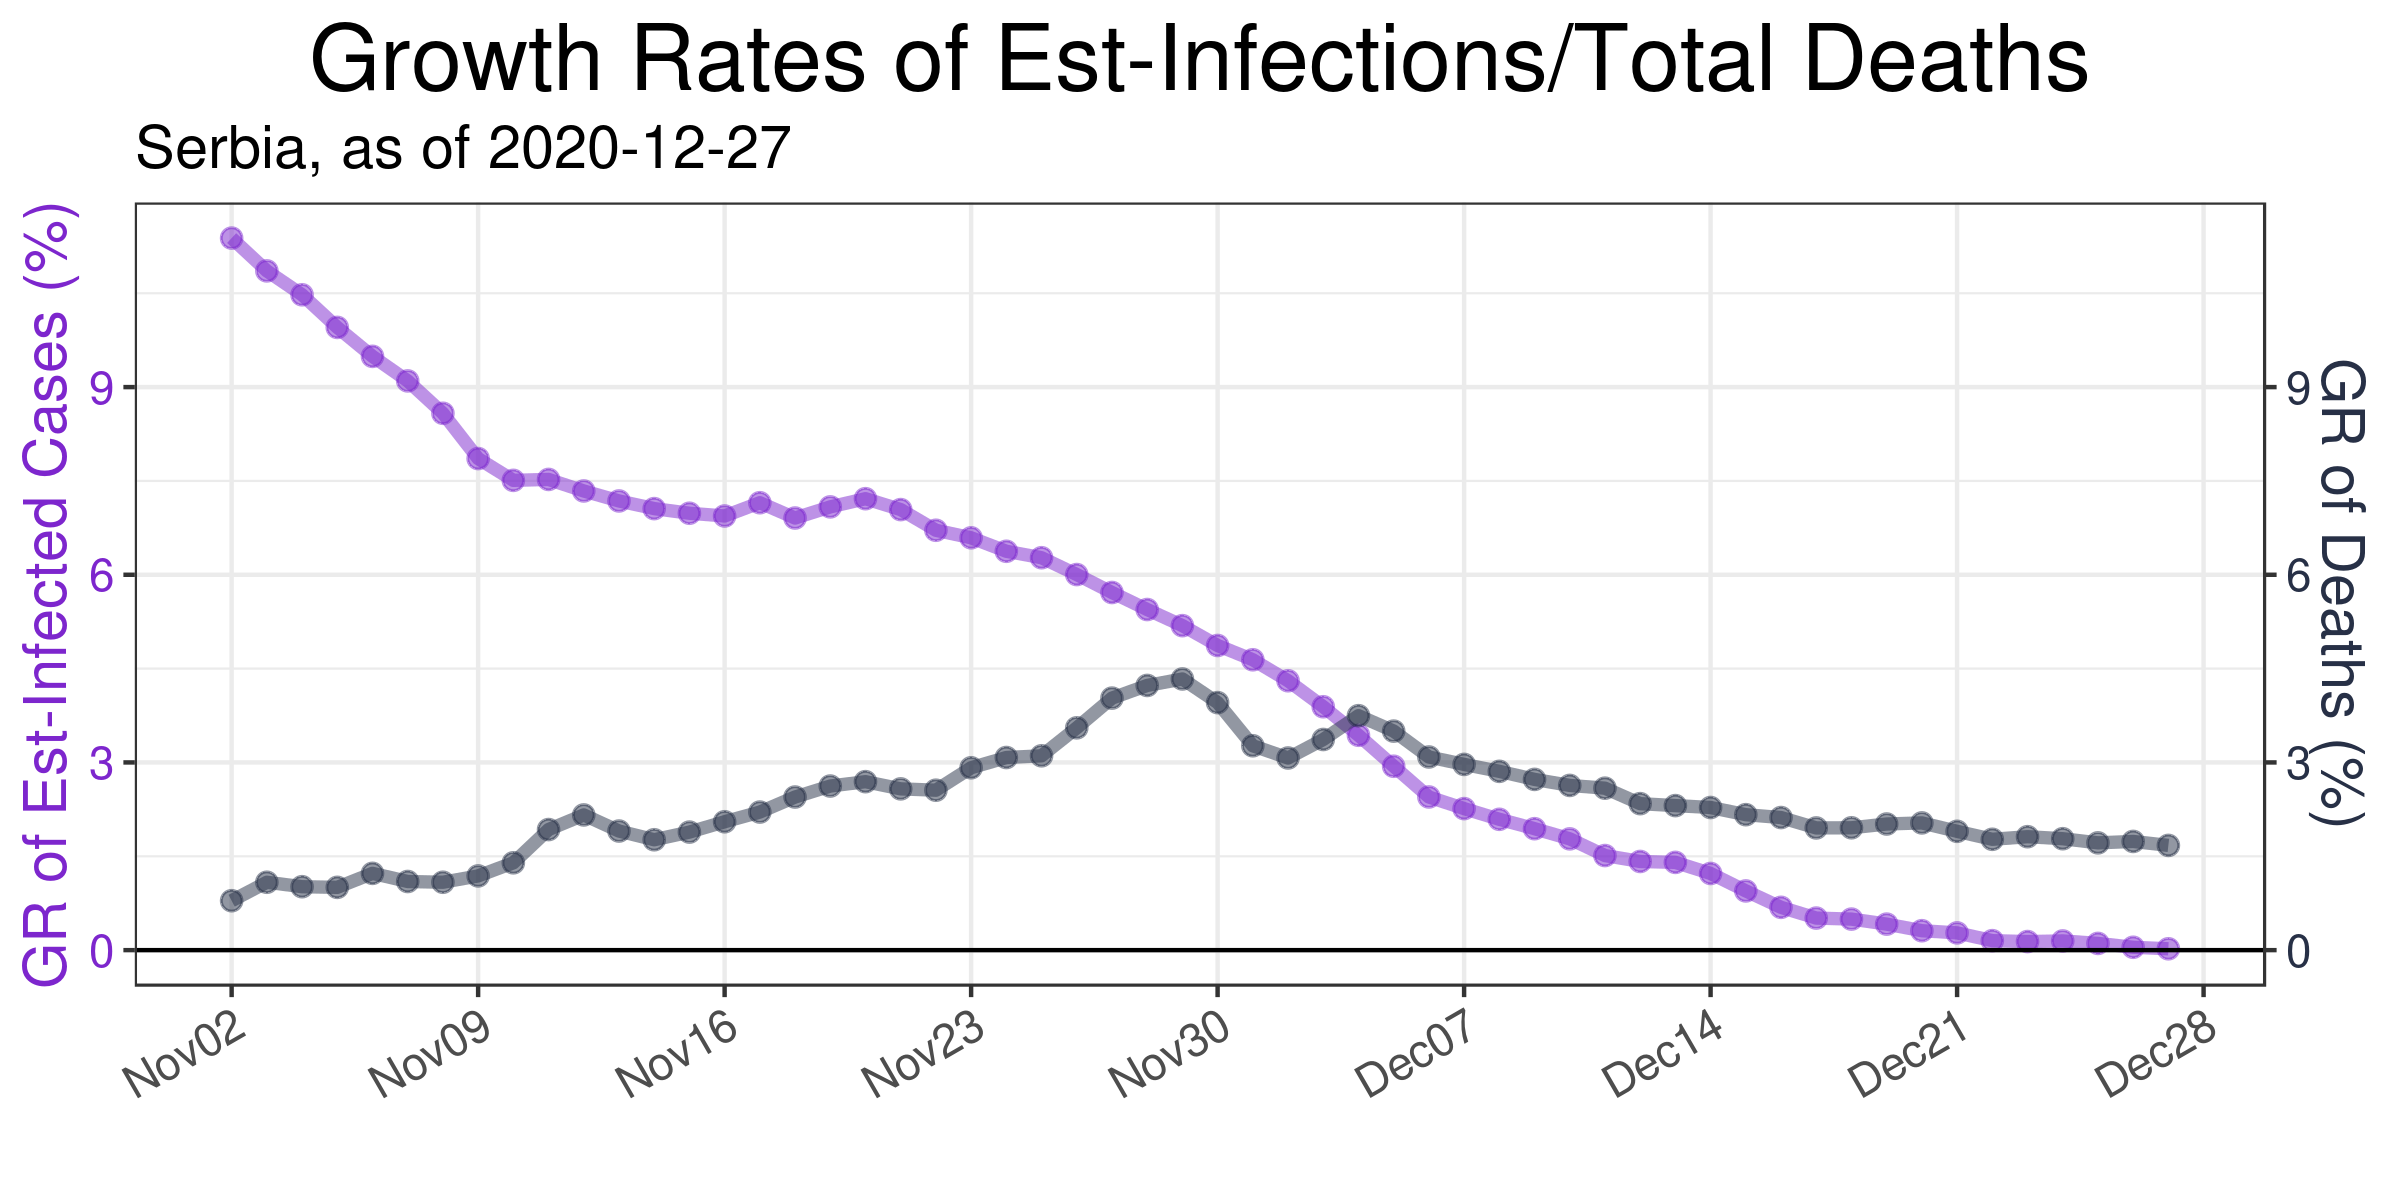 Growth Rates of Est-Infections/Total Deaths
Serbia, as of 2020-12-27
GR of Est-Infected Cases (%)
9
6
3
0
9
6
3
0
GR of Deaths (%)
Nov02
Nov09
Nov16
Nov23
Nov30
Dec07
Dec14
Dec21
Dec28